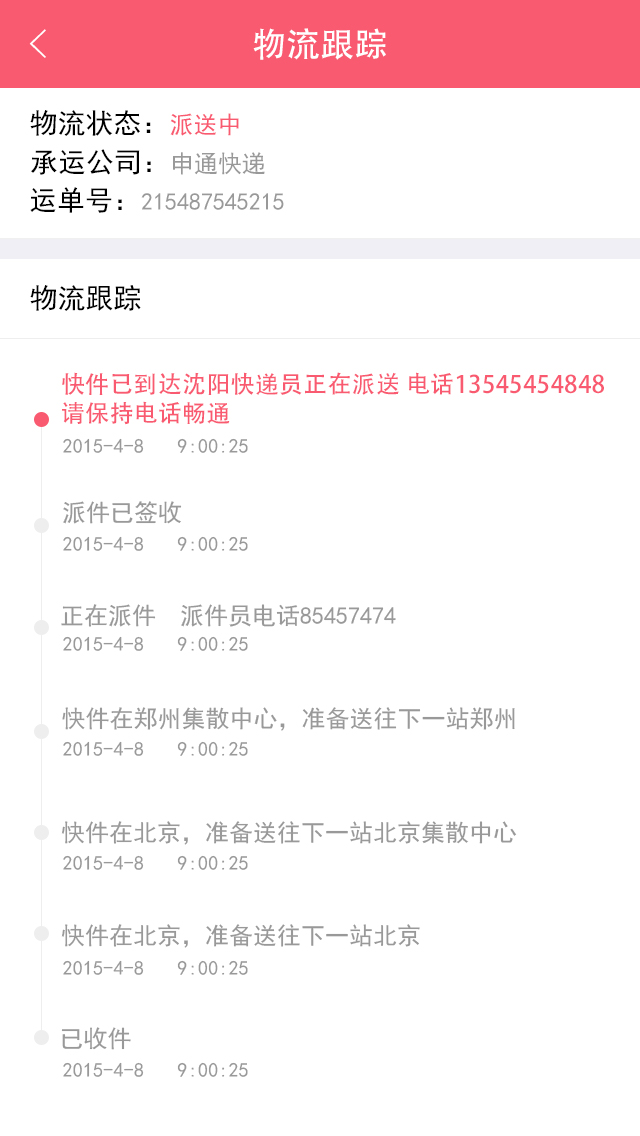 物流跟踪
物流状态：派送中
承运公司：申通快递
运单号：215487545215
物流跟踪
快件已到达沈阳快递员正在派送 电话13545454848
请保持电话畅通
2015-4-8 9:00:25
派件已签收
2015-4-8 9:00:25
正在派件 派件员电话85457474
2015-4-8 9:00:25
快件在郑州集散中心，准备送往下一站郑州
2015-4-8 9:00:25
快件在北京，准备送往下一站北京集散中心
2015-4-8 9:00:25
快件在北京，准备送往下一站北京
2015-4-8 9:00:25
已收件
2015-4-8 9:00:25